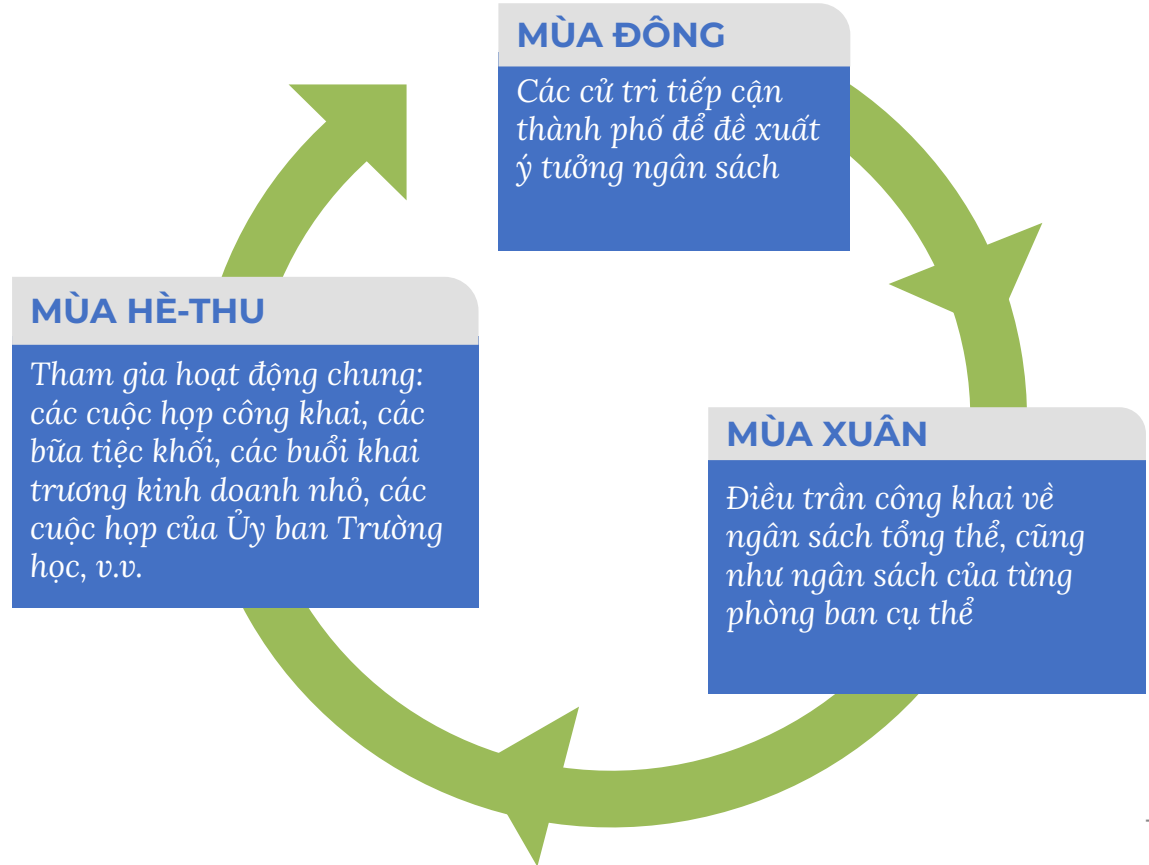 MÙA ĐÔNG
Các cử tri tiếp cận
thành phố để đề xuất
ý tưởng ngân sách
MÙA HÈ-THU
Tham gia hoạt động chung:
các cuộc họp công khai, các
bữa tiệc khối, các buổi khai
trương kinh doanh nhỏ, các
cuộc họp của Ủy ban Trường
học, v.v.
MÙA XUÂN
Điều trần công khai về
ngân sách tổng thể, cũng
như ngân sách của từng
phòng ban cụ thể